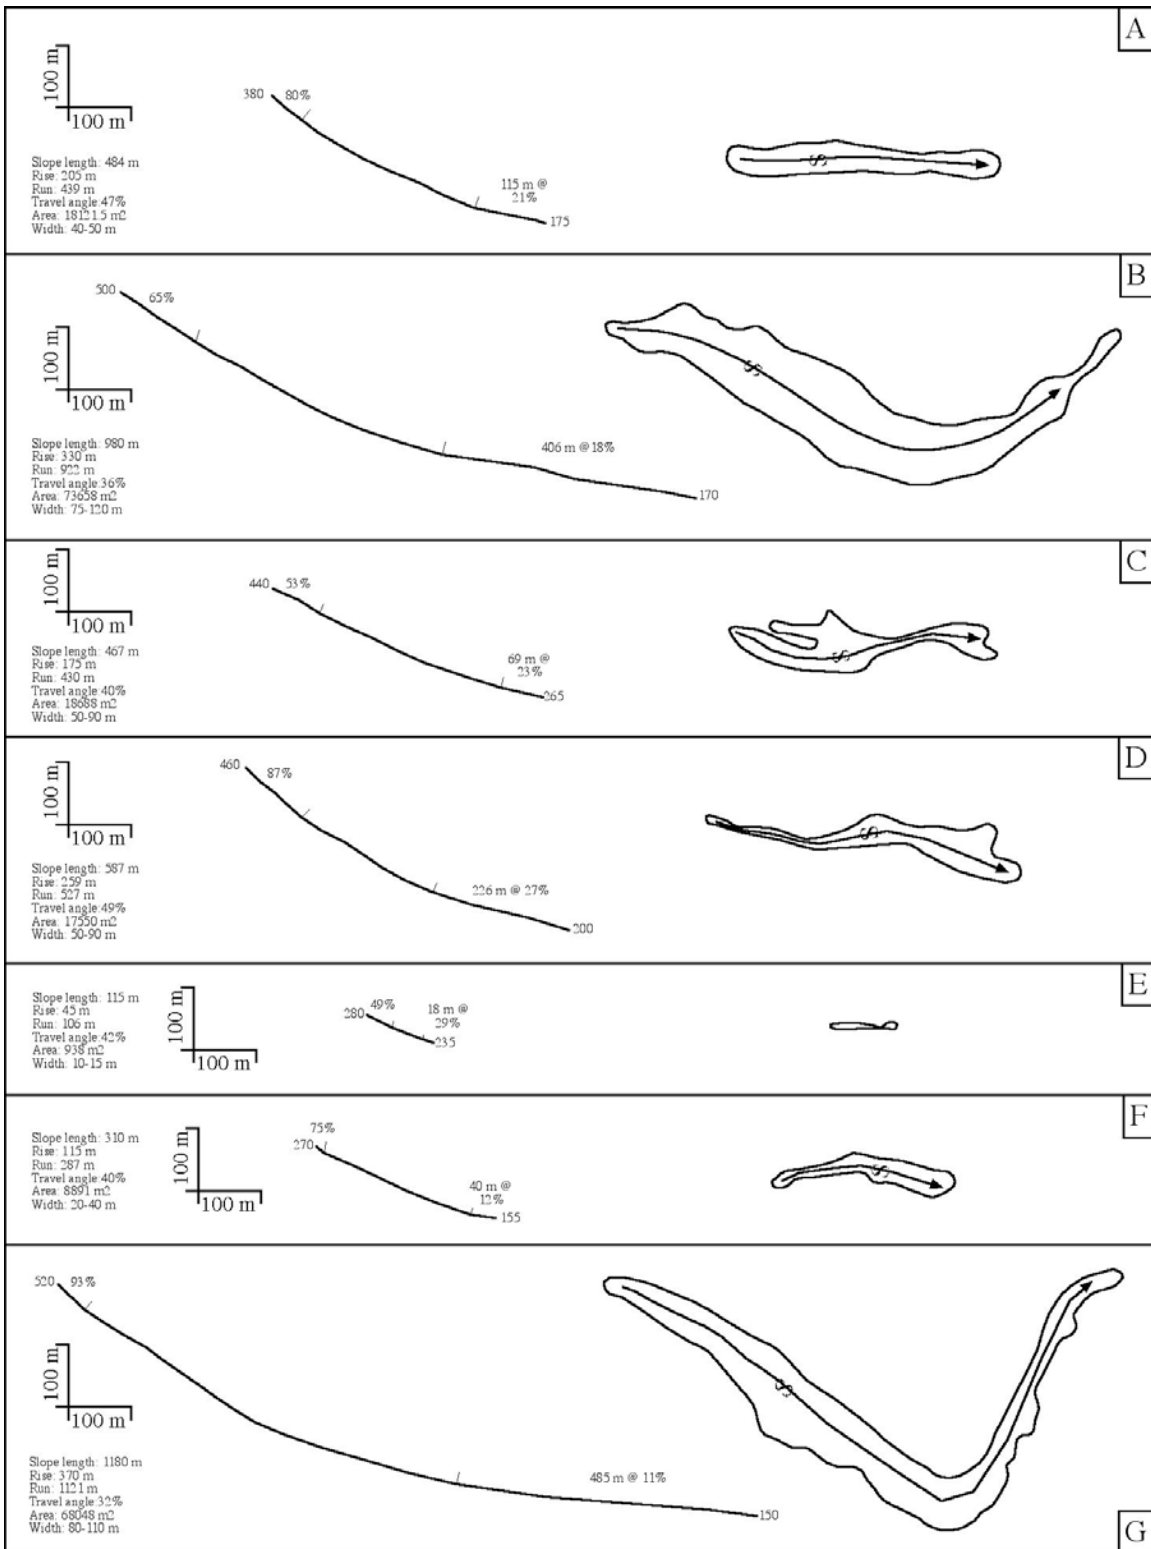 A
100 m
100 m
Slope length: 484 m
Rise: 205 m
Run: 439 m
Travel angle:47%
Area: 18121.5 m2
Width: 40-50 m
380
80%
115 m @
21%
175
B
100 m
100 m
Slope length: 980 m
Rise: 330 m
Run: 922 m
Travel angle:36%
Area: 73658 m2
Width: 75-120 m
500
65%
406 m @ 18%
170
$
C
100 m
100 m
Slope length: 467 m
Rise: 175 m
Run: 430 m
Travel angle:40%
Area: 18688 m2
Width: 50-90 m
440
53%
69 m @
23%
265
D
100 m
100 m
Slope length: 587 m
Rise: 259 m
Run: 527 m
Travel angle:49%
Area: 17550 m2
Width: 50-90 m
460
87%
226 m @ 27%
200
E
Slope length: 115 m
Rise: 45 m
Run: 106 m
Travel angle:42%
Area: 938 m2
Width: 10-15 m
100 m
100 m
280
49%
18 m @
29%
235
F
Slope length: 310 m
Rise: 115 m
Run: 287 m
Travel angle:40%
Area: 8891 m2
Width: 20-40 m
100 m
100 m
75%
270
40 m @
12%
155
520
93%
100 m
100 m
Slope length: 1180 m
Rise: 370 m
Run: 1121 m
Travel angle:32%
Area: 68048 m2
Width: 80-110 m
485 m @ 11%
150
G